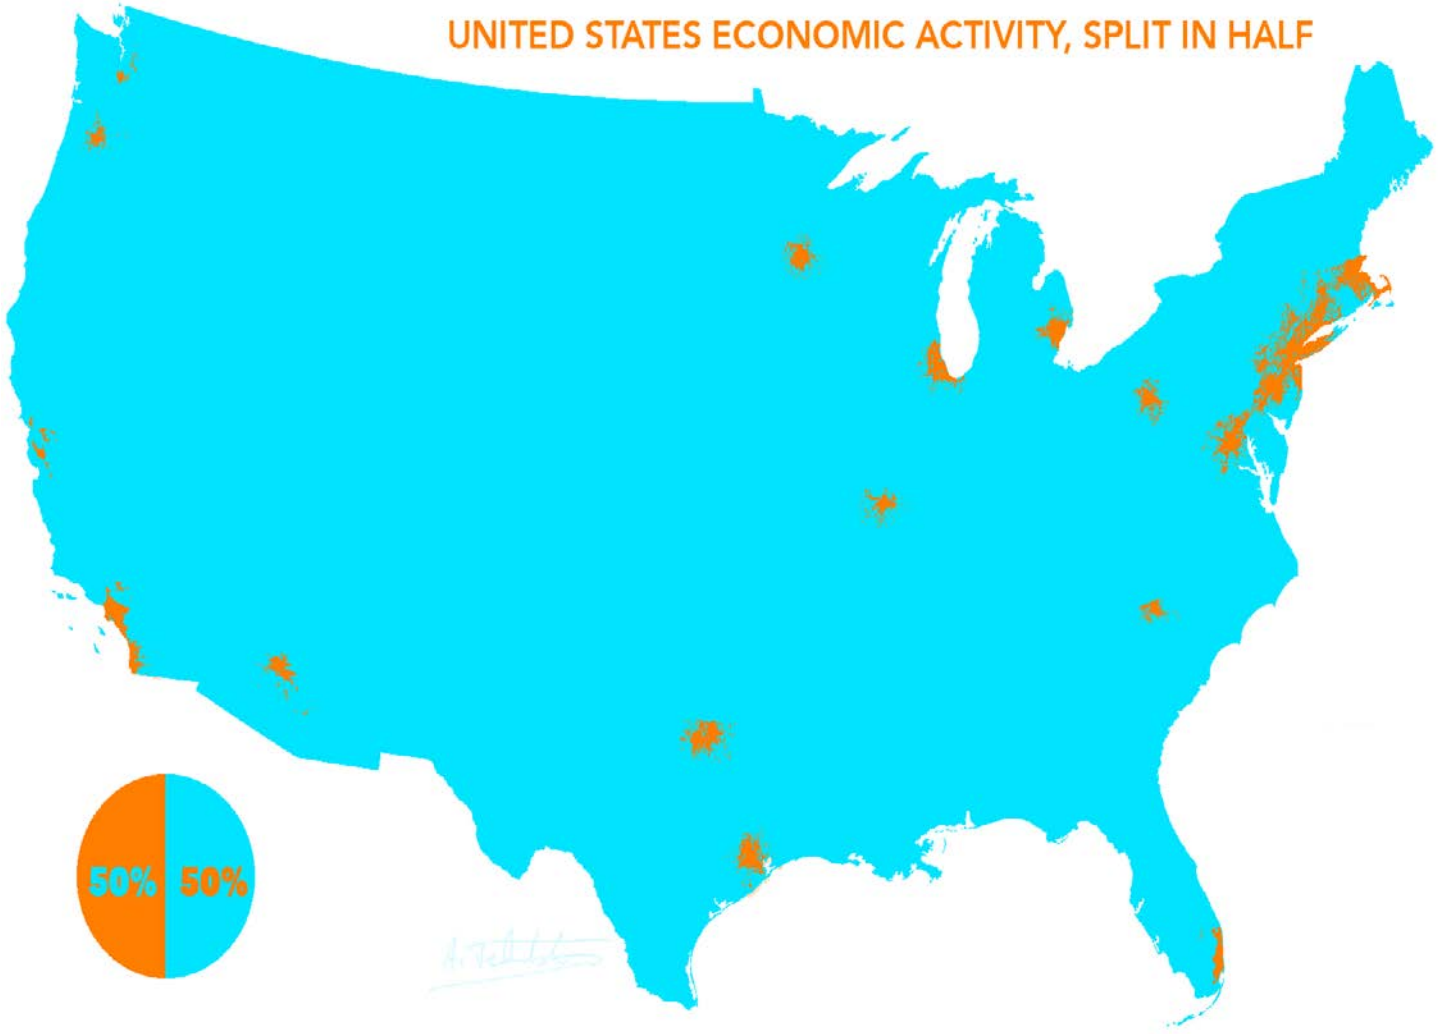 UNITED STATES ECONOMIC ACTIVITY, SPLIT IN HALF
50% 50%